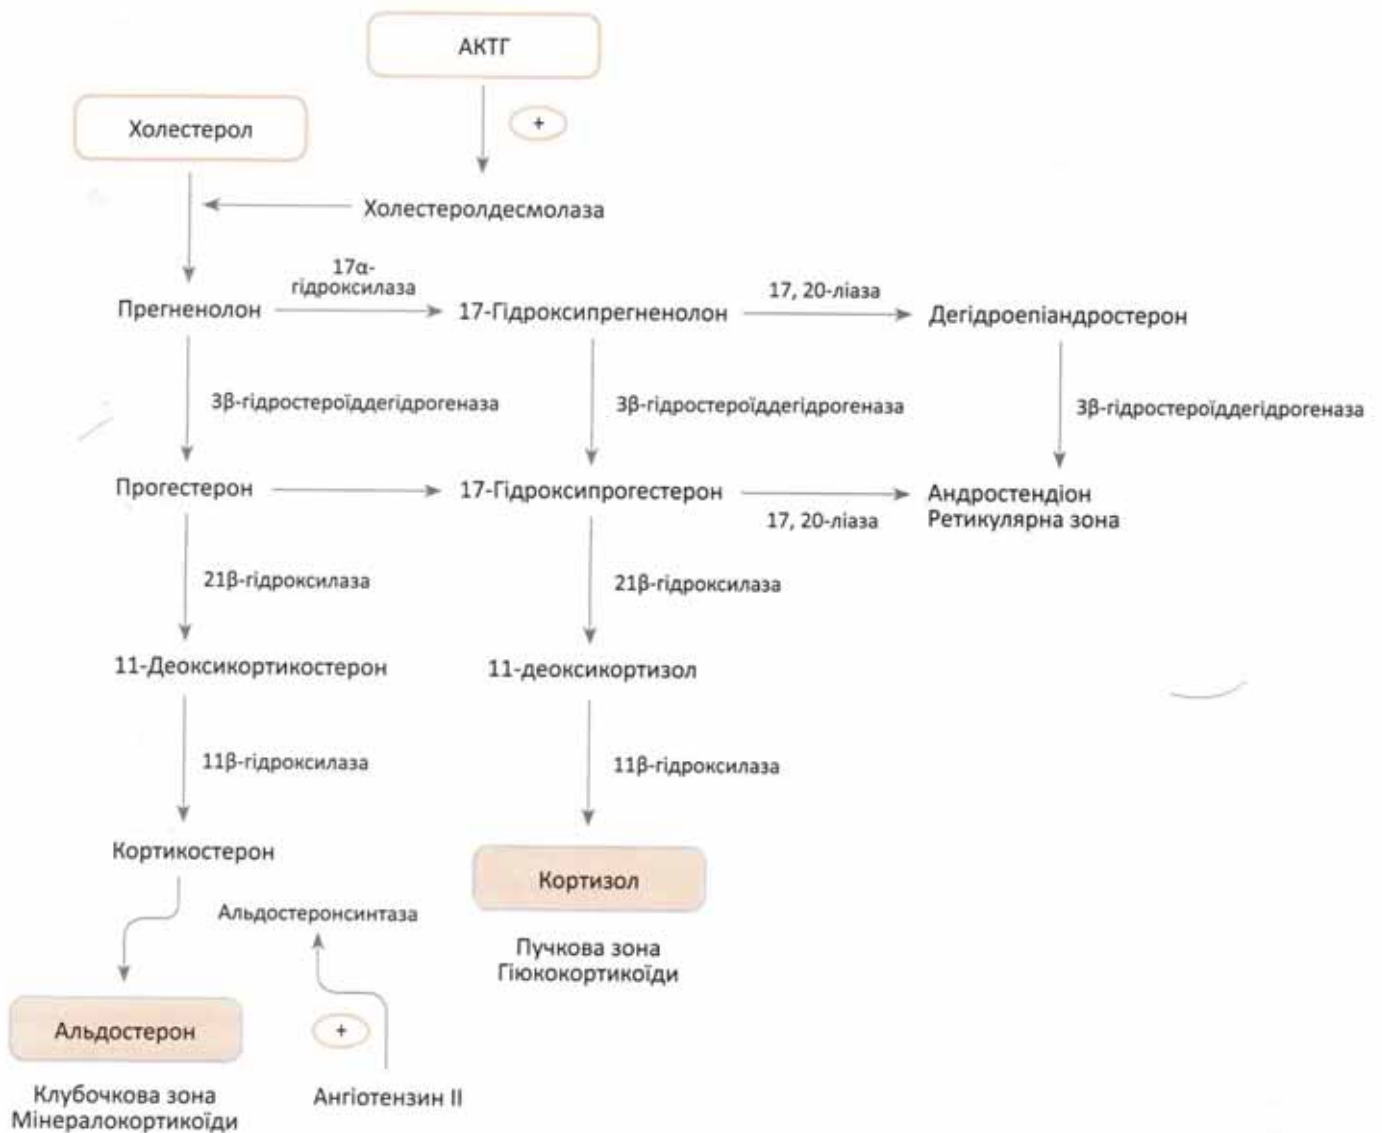 АКТГ
+
Холестерол
Холестеролдесмолаза
17α-
гідроксилаза
17, 20-ліаза
Прегненолон
17-Гідроксипрегненолон
Дегідроепіандростерон
3β-гідростероїддегідрогеназа
3β-гідростероїддегідрогеназа
3β-гідростероїддегідрогеназа
Прогестерон
17-Гідроксипрогестерон
17, 20-ліаза
Андростендіон
Ретикулярна зона
21β-гідроксилаза
21β-гідроксилаза
11-Деоксикортикостерон
11-деоксикортизол
11β-гідроксилаза
11β-гідроксилаза
Кортикостерон
Кортизол
Альдостеронсинтаза
Пучкова зона
Гіюкокортикоїди
Альдостерон
+
Клубочкова зона
Мінералокортикоїди
Ангіотензин II